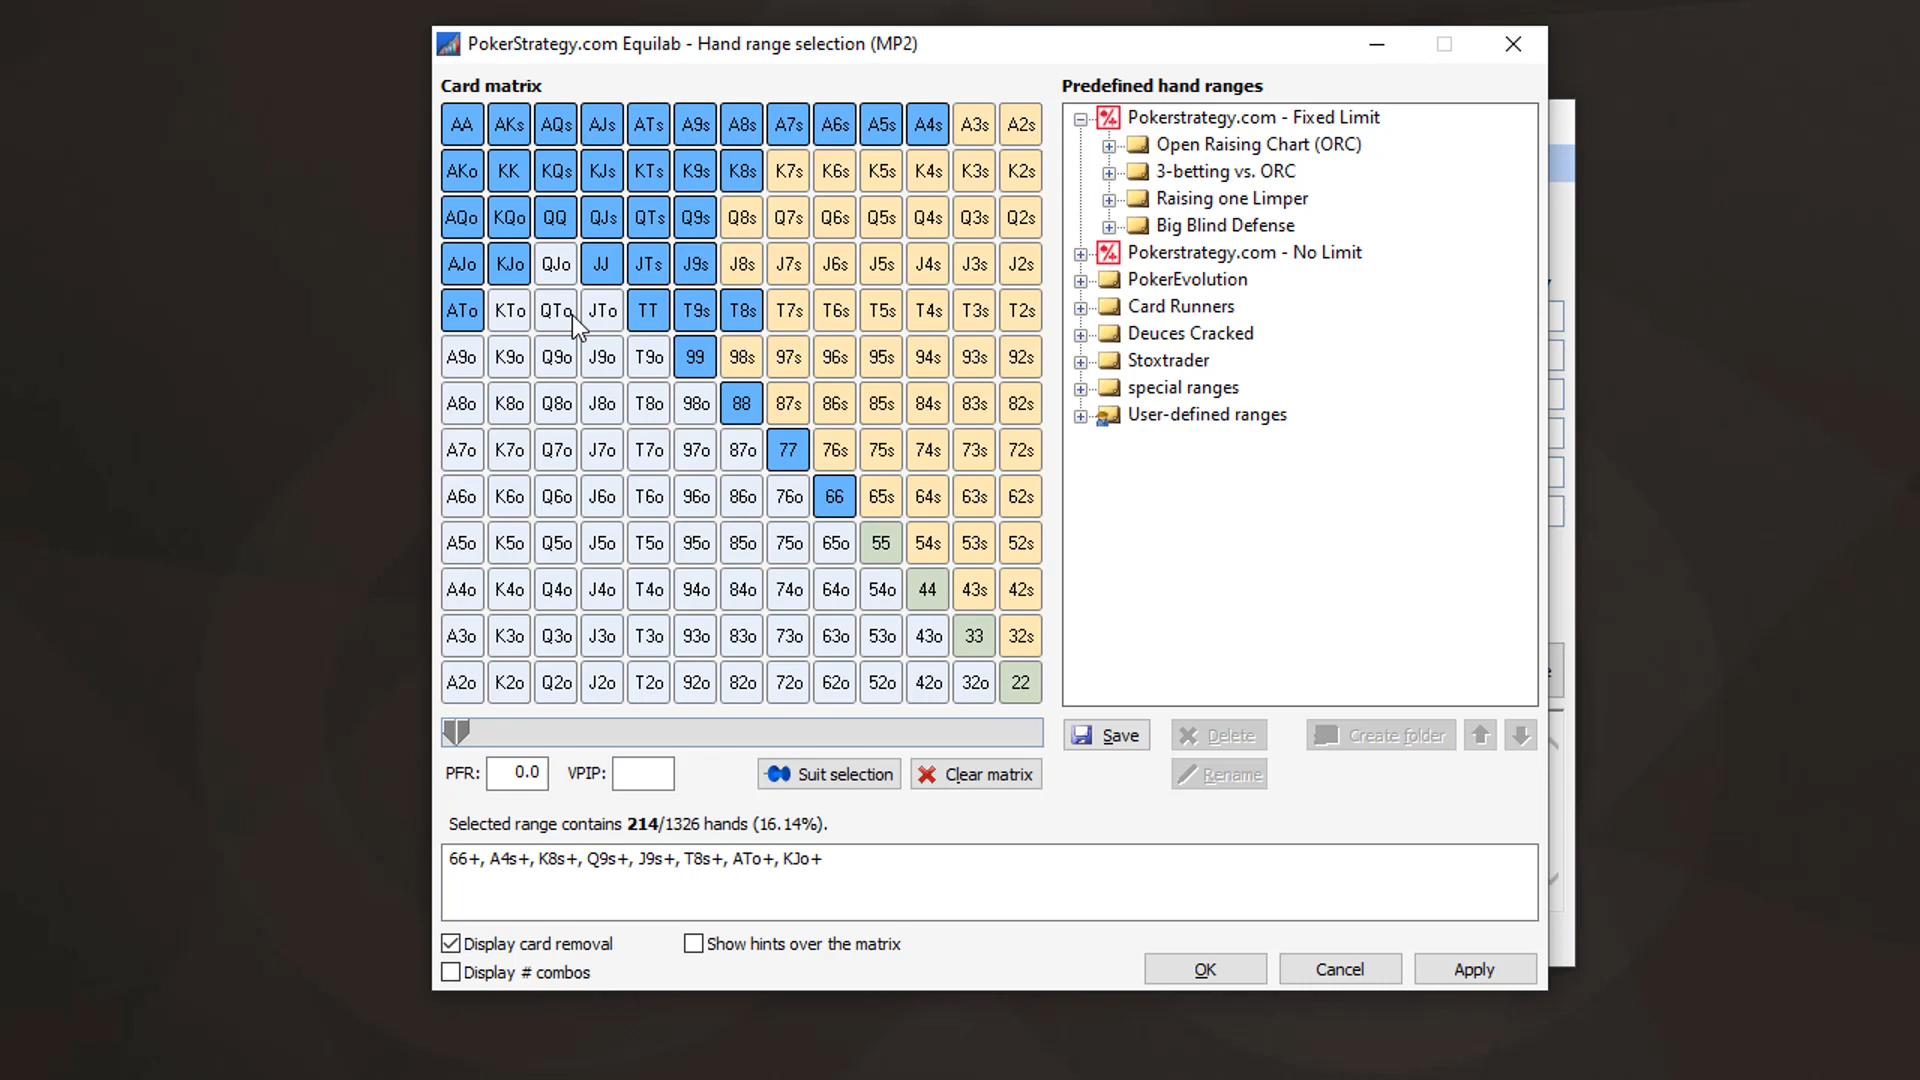 PokerStrategy.com Equilab - Hand range selection (MP2)
Card matrix
AA AKs AQs AJs ATs A9s A8s A7s A6s A5s A4s A3s A2s
AKo KK KQs KJs KTs K9s K8s K7s K6s K5s K4s K3s K2s
AQo KQo QQ QJs QTs Q9s Q8s Q7s Q6s Q5s Q4s Q3s Q2s
AJo KJo QJo JJ JTs J9s J8s J7s J6s J5s J4s J3s J2s
ATo KTo QTo JTo TT T9s T8s T7s T6s T5s T4s T3s T2s
A9o K9o Q9o J9o T9o 99 98s 97s 96s 95s 94s 93s 92s
A8o K8o Q8o J8o T8o 98o 88 87s 86s 85s 84s 83s 82s
A7o K7o Q7o J7o T7o 97o 87o 77 76s 75s 74s 73s 72s
A6o K6o Q6o J6o T6o 96o 86o 76o 66 65s 64s 63s 62s
A5o K5o Q5o J5o T5o 95o 85o 75o 65o 55 54s 53s 52s
A4o K4o Q4o J4o T4o 94o 84o 74o 64o 54o 44 43s 42s
A3o K3o Q3o J3o T3o 93o 83o 73o 63o 53o 43o 33 32s
A2o K2o Q2o J2o T2o 92o 82o 72o 62o 52o 42o 32o 22
PFR: 0.0 VPIP: Suit selection Clear matrix
Selected range contains 214/1326 hands (16.14%).
66+, A4s+, K8s+, Q9s+, J9s+, T8s+, ATo+, KJo+
Display card removal Show hints over the matrix
Display # combos
Predefined hand ranges
Pokerstrategy.com - Fixed Limit
Open Raising Chart (ORC)
3-betting vs. ORC
Raising one Limper
Big Blind Defense
Pokerstrategy.com - No Limit
PokerEvolution
Card Runners
Deuces Cracked
Stoxtrader
special ranges
User-defined ranges
Save Delete Create folder
Rename
OK Cancel Apply